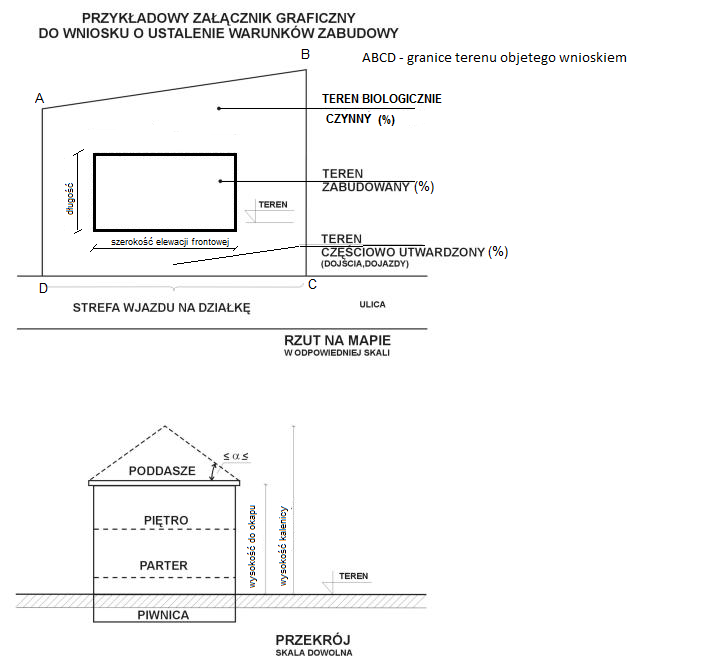 PRZYKŁADOWY ZAŁĄCZNIK GRAFICZNY
DO WNIOSKU O USTALENIE WARUNKÓW ZABUDOWY
B
ABCD - granice terenu objetego wnioskiem
A
TEREN BIOLOGICZNIE
CZYNNY (%)
TEREN
ZABUDOWANY (%)
długość
TEREN
szerokość elewacji frontowej
TEREN
CZĘŚCIOWO UTWARDZONY (%)
(DOJŚCIA,DOJAZDY)
D
C
STREFA WJAZDU NA DZIAŁKĘ
ULICA
RZUT NA MAPIE
W ODPOWIEDNIEJ SKALI
≤ α ≤
PODDASZE
PIĘTRO
PARTER
wysokość do okapu
wysokość kalenicy
TEREN
PIWNICA
PRZEKRÓJ
SKALA DOWOLNA